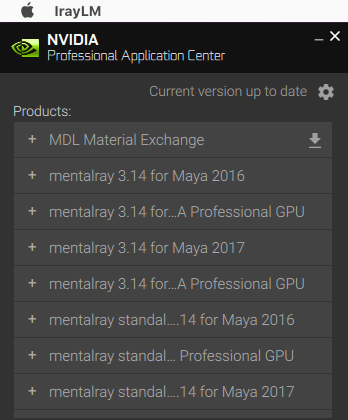 IrayLM
NVIDIA
Professional Application Center
Current version up to date
Products:
+ MDL Material Exchange
+ mentalray 3.14 for Maya 2016
+ mentalray 3.14 for...A Professional GPU
+ mentalray 3.14 for Maya 2017
+ mentalray 3.14 for...A Professional GPU
+ mentalray standal....14 for Maya 2016
+ mentalray standal... Professional GPU
+ mentalray standal....14 for Maya 2017